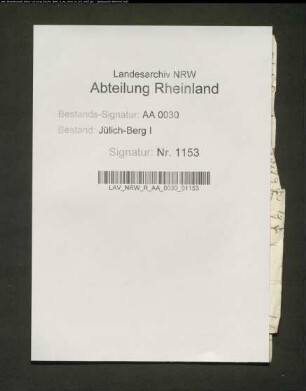 Landesarchiv NRW
Abteilung Rheinland
Bestands-Signatur: AA 0030
Bestand: Jülich-Berg I
Signatur: Nr. 1153
LAV_NRW_R_AA_0030_01153